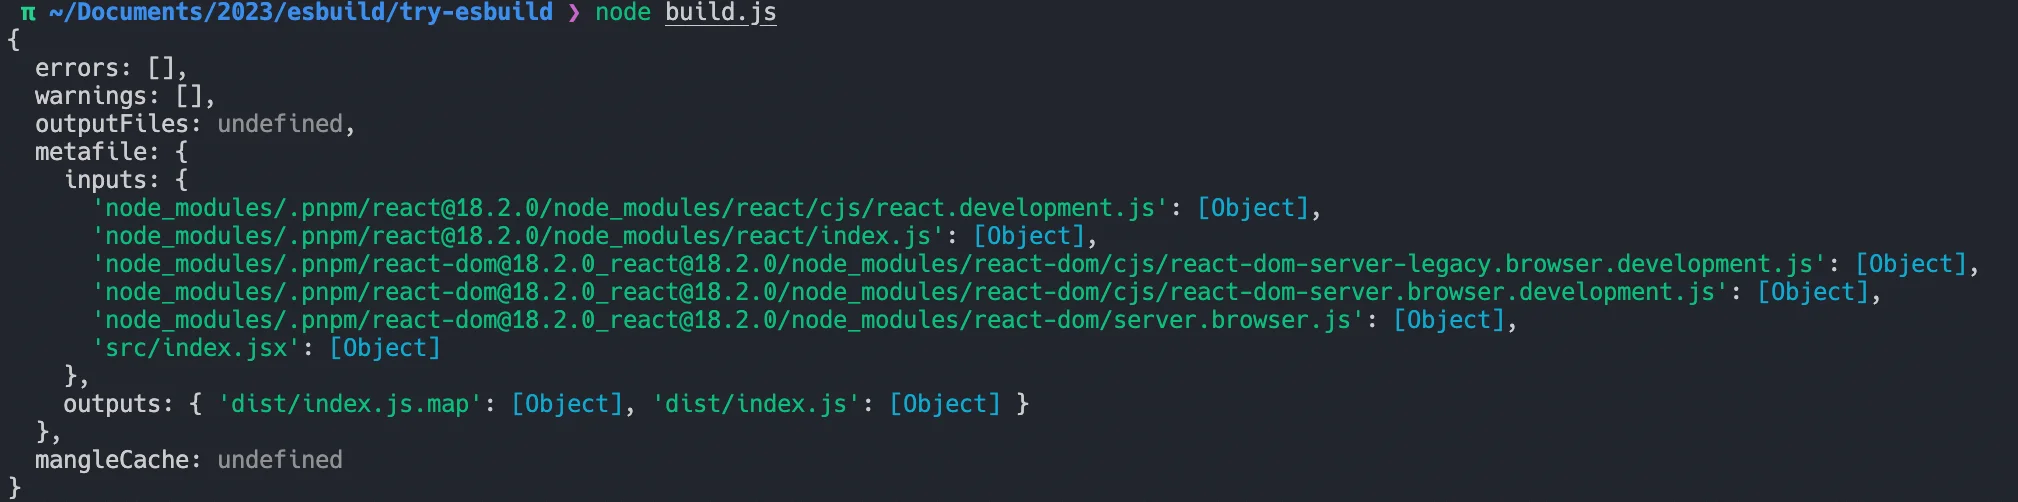 π ~/Documents/2023/esbuild/try-esbuild ❯ node build.js
{
  errors: [],
  warnings: [],
  outputFiles: undefined,
  metafile: {
    inputs: {
      'node_modules/.pnpm/react@18.2.0/node_modules/react/cjs/react.development.js': [Object],
      'node_modules/.pnpm/react@18.2.0/node_modules/react/index.js': [Object],
      'node_modules/.pnpm/react-dom@18.2.0_react@18.2.0/node_modules/react-dom/cjs/react-dom-server-legacy.browser.development.js': [Object],
      'node_modules/.pnpm/react-dom@18.2.0_react@18.2.0/node_modules/react-dom/cjs/react-dom-server.browser.development.js': [Object],
      'node_modules/.pnpm/react-dom@18.2.0_react@18.2.0/node_modules/react-dom/server.browser.js': [Object],
      'src/index.jsx': [Object]
    },
    outputs: { 'dist/index.js.map': [Object], 'dist/index.js': [Object] }
  },
  mangleCache: undefined
}